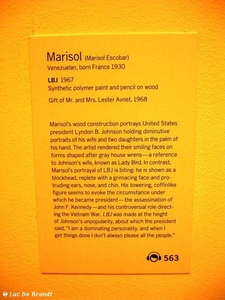 Marisol (Marisol Escobar)
Venezuelan, born France 1930
LBJ 1967
Synthetic polymer paint and pencil on wood
Gift of Mr. and Mrs. Lester Avnet, 1968
Marisol's wood construction portrays United States
president Lyndon B. Johnson holding diminutive
portraits of his wife and two daughters in the palm of
his hand. The artist rendered their smiling faces on
forms shaped after gray house wrens—a reference
to Johnson's wife, known as Lady Bird. In contrast,
Marisol's portrayal of LBJ is biting: he is shown as a
blockhead, replete with a grimacing face and pro-
truding ears, nose, and chin. His towering, coffinlike
figure seems to evoke the circumstance under
which he became president—the assassination of
John F. Kennedy—and his controversial role direct-
ing the Vietnam War. LBJ was made at the height of
Johnson's unpopularity, about which the president
said, "I am a dominating personality, and when I
get things done I don't always please all the people."
563
© Luc De Brandt